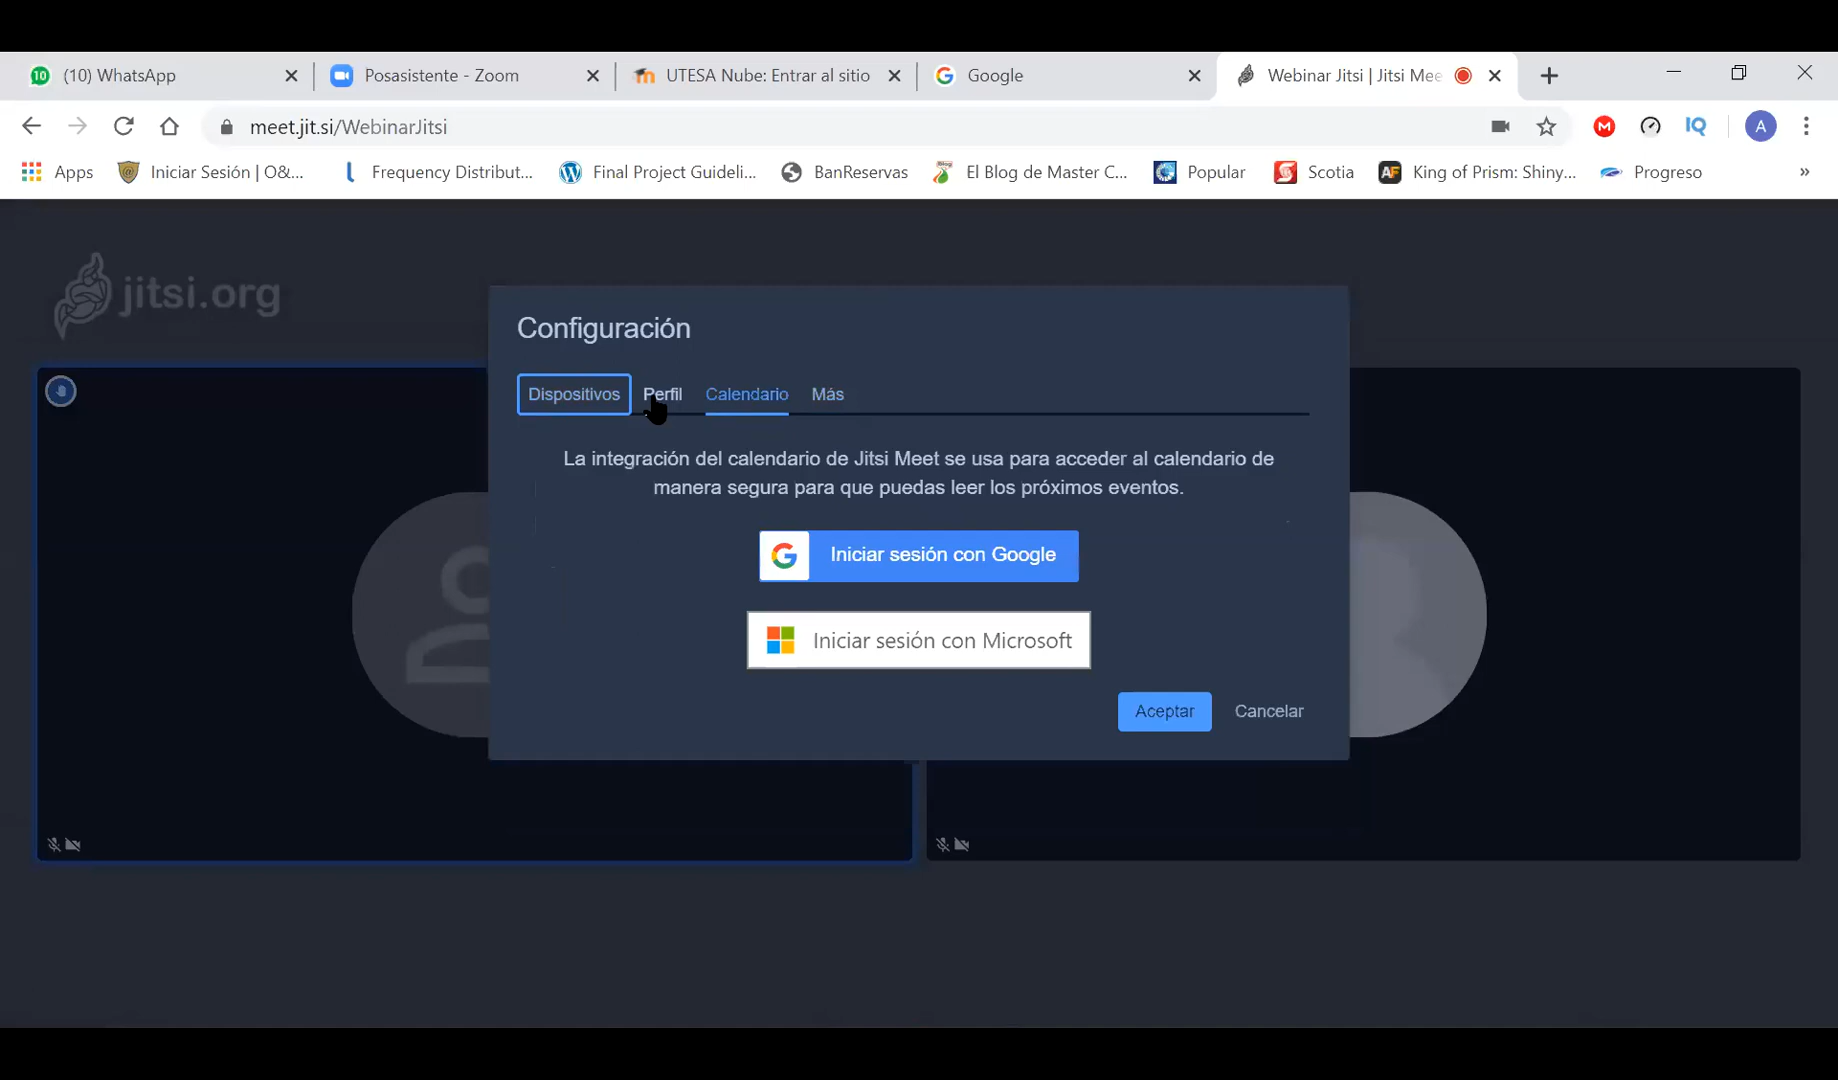 10 (10) WhatsApp Posasistente - Zoom UTESA Nube: Entrar al sitio Google Webinar Jitsi | Jitsi Mee
meet.jit.si/WebinarJitsi M IQ A
Apps Iniciar Sesión | O&... Frequency Distribut... Final Project Guideli... BanReservas El Blog de Master C... Popular Scotia AF King of Prism: Shiny... Progreso »
jitsi.org
Configuración
Dispositivos Perfil Calendario Más
La integración del calendario de Jitsi Meet se usa para acceder al calendario de
manera segura para que puedas leer los próximos eventos.
Iniciar sesión con Google
Iniciar sesión con Microsoft
Aceptar Cancelar